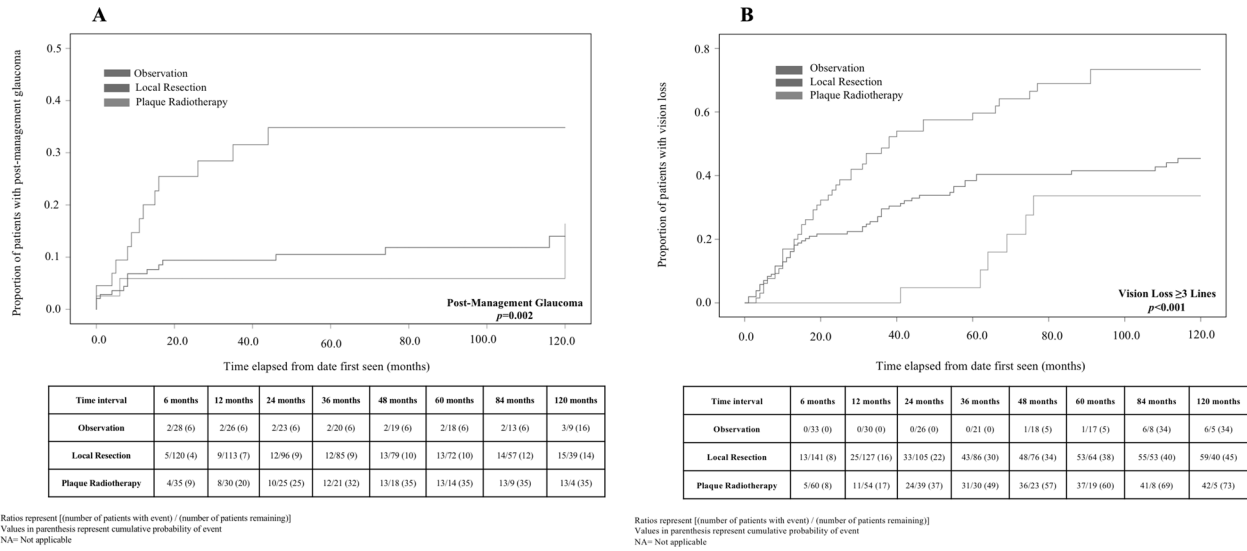 A
Proportion of patients with post-management glaucoma
0.5
0.4
0.3
0.2
0.1
0.0
Observation
Local Resection
Plaque Radiotherapy
Post-Management Glaucoma
p=0.002
0.0 20.0 40.0 60.0 80.0 100.0 120.0
Time elapsed from date first seen (months)
Time interval 6 months 12 months 24 months 36 months 48 months 60 months 84 months 120 months
Observation 2/28 (6) 2/26 (6) 2/23 (6) 2/20 (6) 2/19 (6) 2/18 (6) 2/13 (6) 3/9 (16)
Local Resection 5/120 (4) 9/113 (7) 12/96 (9) 12/85 (9) 13/79 (10) 13/72 (10) 14/57 (12) 15/39 (14)
Plaque Radiotherapy 4/35 (9) 8/30 (20) 10/25 (25) 12/21 (32) 13/18 (35) 13/14 (35) 13/9 (35) 13/4 (35)
Ratios represent [(number of patients with event) / (number of patients remaining)]
Values in parenthesis represent cumulative probability of event
NA= Not applicable
B
Proportion of patients with vision loss
0.8
0.6
0.4
0.2
0.0
Observation
Local Resection
Plaque Radiotherapy
Vision Loss ≥3 Lines
p<0.001
0.0 20.0 40.0 60.0 80.0 100.0 120.0
Time elapsed from date first seen (months)
Time interval 6 months 12 months 24 months 36 months 48 months 60 months 84 months 120 months
Observation 0/33 (0) 0/30 (0) 0/26 (0) 0/21 (0) 1/18 (5) 1/17 (5) 6/8 (34) 6/5 (34)
Local Resection 13/141 (8) 25/127 (16) 33/105 (22) 43/86 (30) 48/76 (34) 53/64 (38) 55/53 (40) 59/40 (45)
Plaque Radiotherapy 5/60 (8) 11/54 (17) 24/39 (37) 31/30 (49) 36/23 (57) 37/19 (60) 41/8 (69) 42/5 (73)
Ratios represent [(number of patients with event) / (number of patients remaining)]
Values in parenthesis represent cumulative probability of event
NA= Not applicable